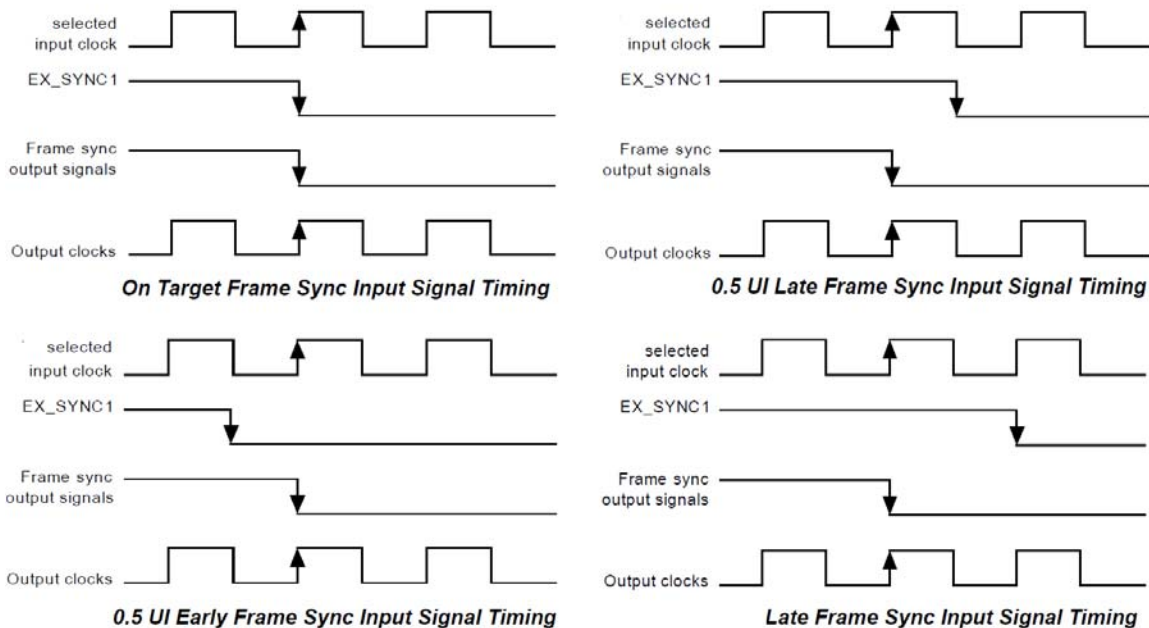 selected
input clock
EX_SYNC1
Frame sync
output signals
Output clocks
On Target Frame Sync Input Signal Timing
selected
input clock
EX_SYNC1
Frame sync
output signals
Output clocks
0.5 UI Late Frame Sync Input Signal Timing
selected
input clock
EX_SYNC1
Frame sync
output signals
Output clocks
0.5 UI Early Frame Sync Input Signal Timing
selected
input clock
EX_SYNC1
Frame sync
output signals
Output clocks
Late Frame Sync Input Signal Timing